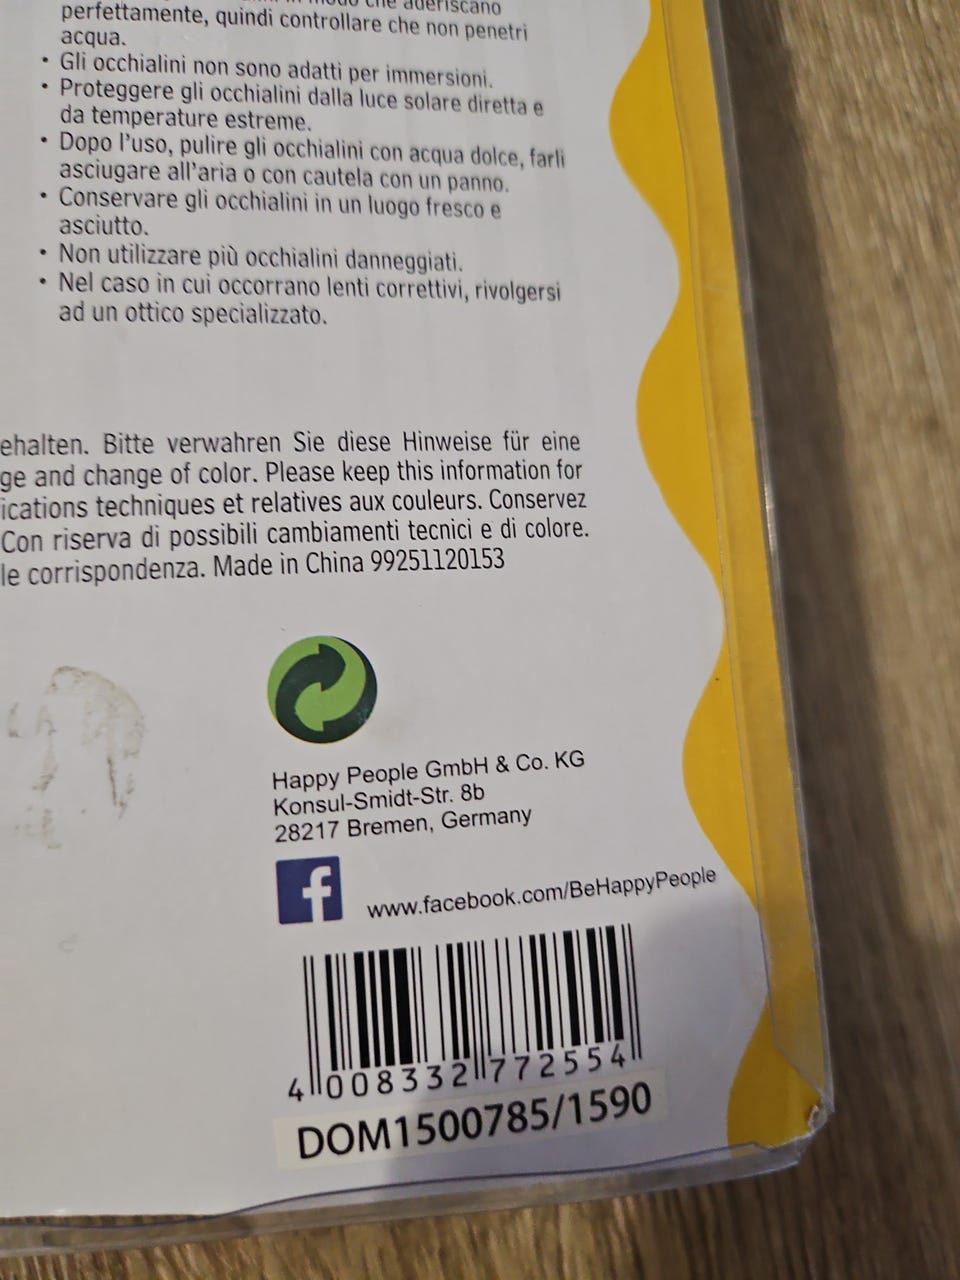 in modo che aderiscano
perfettamente, quindi controllare che non penetri
acqua.
• Gli occhialini non sono adatti per immersioni.
• Proteggere gli occhialini dalla luce solare diretta e
da temperature estreme.
• Dopo l'uso, pulire gli occhialini con acqua dolce, farli
asciugare all'aria o con cautela con un panno.
• Conservare gli occhialini in un luogo fresco e
asciutto.
• Non utilizzare più occhialini danneggiati.
• Nel caso in cui occorrano lenti correttivi, rivolgersi
ad un ottico specializzato.
ehalten. Bitte verwahren Sie diese Hinweise für eine
ge and change of color. Please keep this information for
ications techniques et relatives aux couleurs. Conservez
Con riserva di possibili cambiamenti tecnici e di colore.
le corrispondenza. Made in China 99251120153
Happy People GmbH & Co. KG
Konsul-Smidt-Str. 8b
28217 Bremen, Germany
f www.facebook.com/BeHappyPeople
4 008332 772554
DOM1500785/1590